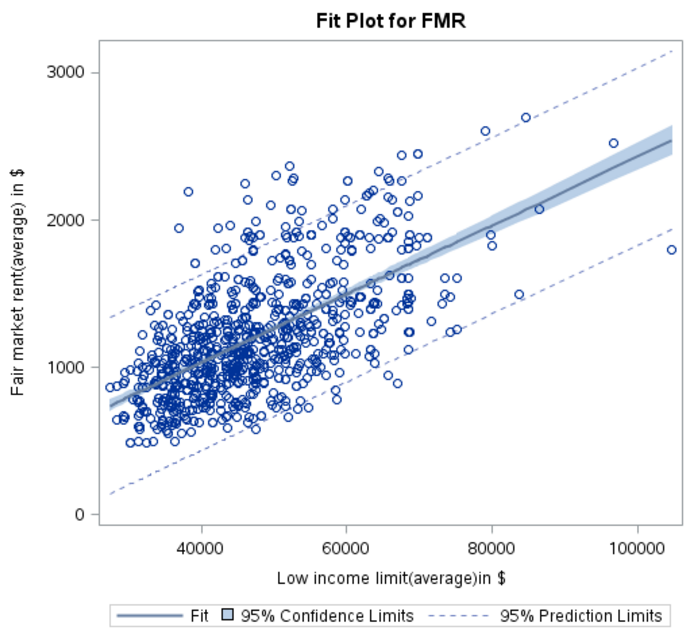 Fit Plot for FMR
3000
2000
1000
0
Fair market rent(average) in $
40000 60000 80000 100000
Low income limit(average)in $
Fit 95% Confidence Limits 95% Prediction Limits